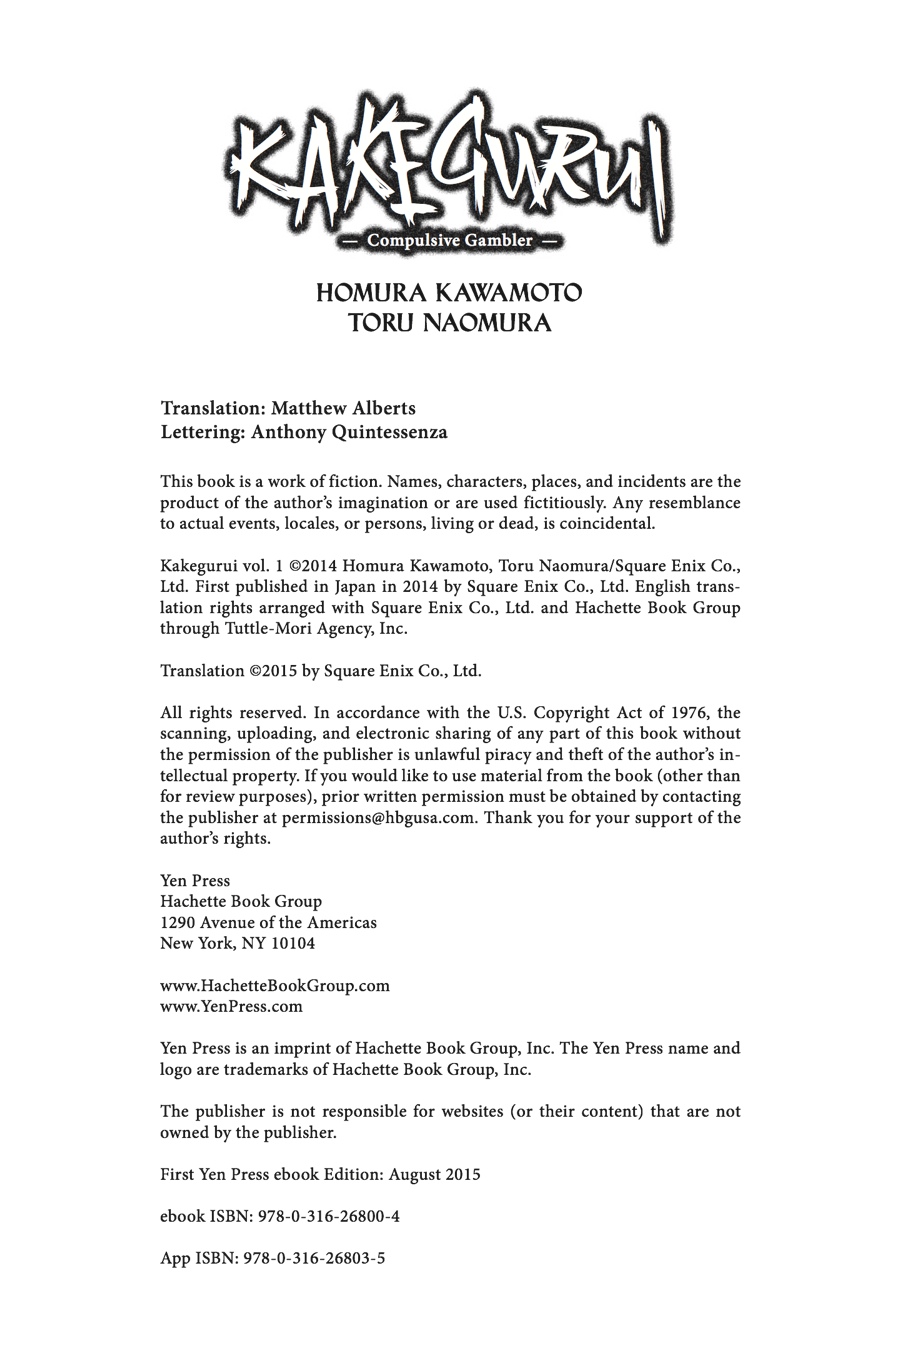 KAKEGURUI
— Compulsive Gambler —
HOMURA KAWAMOTO
TORU NAOMURA
Translation: Matthew Alberts
Lettering: Anthony Quintessenza
This book is a work of fiction. Names, characters, places, and incidents are the
product of the author’s imagination or are used fictitiously. Any resemblance
to actual events, locales, or persons, living or dead, is coincidental.
Kakegurui vol. 1 ©2014 Homura Kawamoto, Toru Naomura/Square Enix Co.,
Ltd. First published in Japan in 2014 by Square Enix Co., Ltd. English trans-
lation rights arranged with Square Enix Co., Ltd. and Hachette Book Group
through Tuttle-Mori Agency, Inc.
Translation ©2015 by Square Enix Co., Ltd.
All rights reserved. In accordance with the U.S. Copyright Act of 1976, the
scanning, uploading, and electronic sharing of any part of this book without
the permission of the publisher is unlawful piracy and theft of the author’s in-
tellectual property. If you would like to use material from the book (other than
for review purposes), prior written permission must be obtained by contacting
the publisher at permissions@hbgusa.com. Thank you for your support of the
author’s rights.
Yen Press
Hachette Book Group
1290 Avenue of the Americas
New York, NY 10104
www.HachetteBookGroup.com
www.YenPress.com
Yen Press is an imprint of Hachette Book Group, Inc. The Yen Press name and
logo are trademarks of Hachette Book Group, Inc.
The publisher is not responsible for websites (or their content) that are not
owned by the publisher.
First Yen Press ebook Edition: August 2015
ebook ISBN: 978-0-316-26800-4
App ISBN: 978-0-316-26803-5